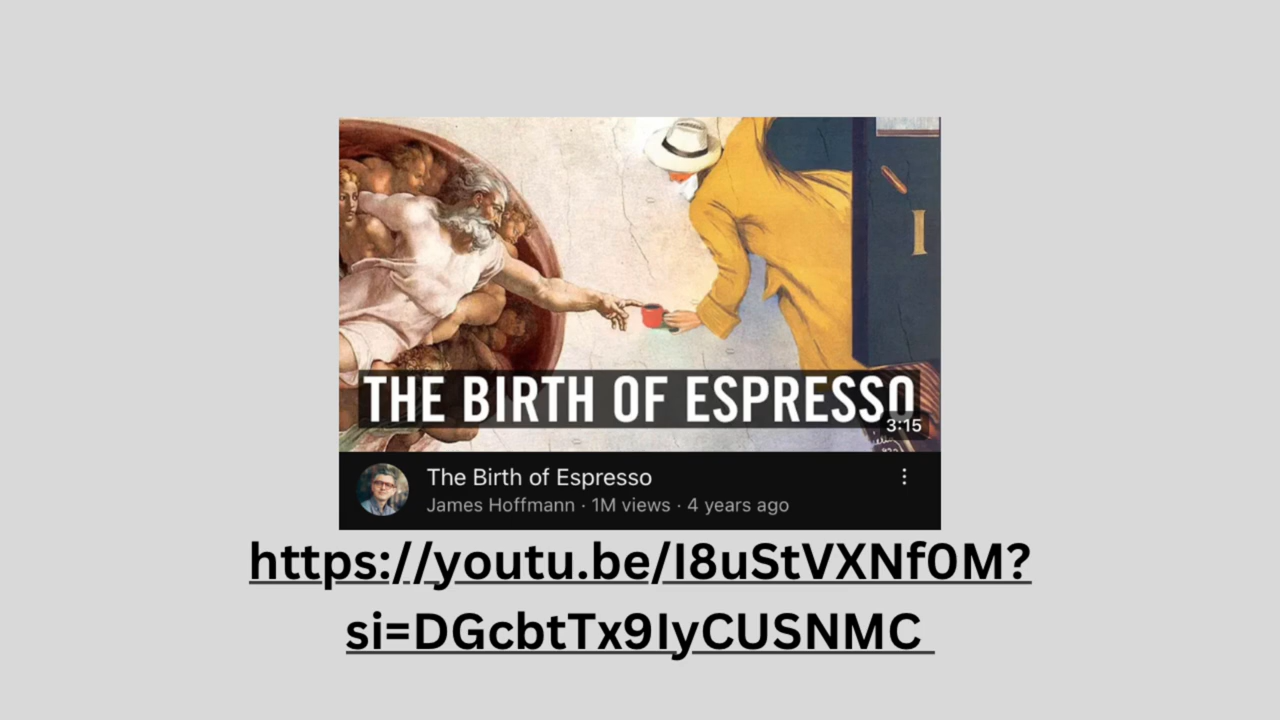 THE BIRTH OF ESPRESSO
3:15
The Birth of Espresso
James Hoffmann · 1M views · 4 years ago
https://youtu.be/I8uStVXNf0M?
si=DGcbtTx9IyCUSNMC